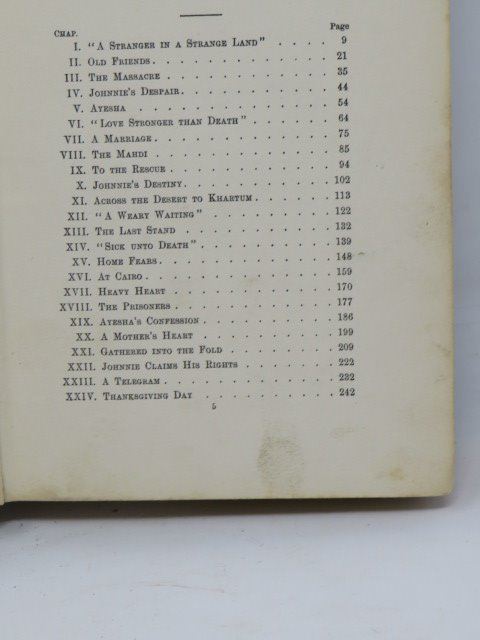 CHAP. Page
I. "A STRANGER IN A STRANGE LAND" . . . . 9
II. OLD FRIENDS . . . . . . . . . . . 21
III. THE MASSACRE . . . . . . . . . . 35
IV. JOHNNIE'S DESPAIR . . . . . . . . . 44
V. AYESHA . . . . . . . . . . . . 54
VI. "LOVE STRONGER THAN DEATH" . . . . . 64
VII. A MARRIAGE . . . . . . . . . . . 75
VIII. THE MAHDI . . . . . . . . . . . 85
IX. TO THE RESCUE . . . . . . . . . . 94
X. JOHNNIE'S DESTINY . . . . . . . . . 102
XI. ACROSS THE DESERT TO KHARTUM . . . . . 113
XII. "A WEARY WAITING" . . . . . . . . 122
XIII. THE LAST STAND . . . . . . . . . 132
XIV. "SICK UNTO DEATH" . . . . . . . . 139
XV. HOME FEARS . . . . . . . . . . . 148
XVI. AT CAIRO . . . . . . . . . . . . 159
XVII. HEAVY HEART . . . . . . . . . . 170
XVIII. THE PRISONERS . . . . . . . . . . 177
XIX. AYESHA'S CONFESSION . . . . . . . . 186
XX. A MOTHER'S HEART . . . . . . . . 199
XXI. GATHERED INTO THE FOLD . . . . . . 209
XXII. JOHNNIE CLAIMS HIS RIGHTS . . . . . . 222
XXIII. A TELEGRAM . . . . . . . . . . . 232
XXIV. THANKSGIVING DAY . . . . . . . . 242
5